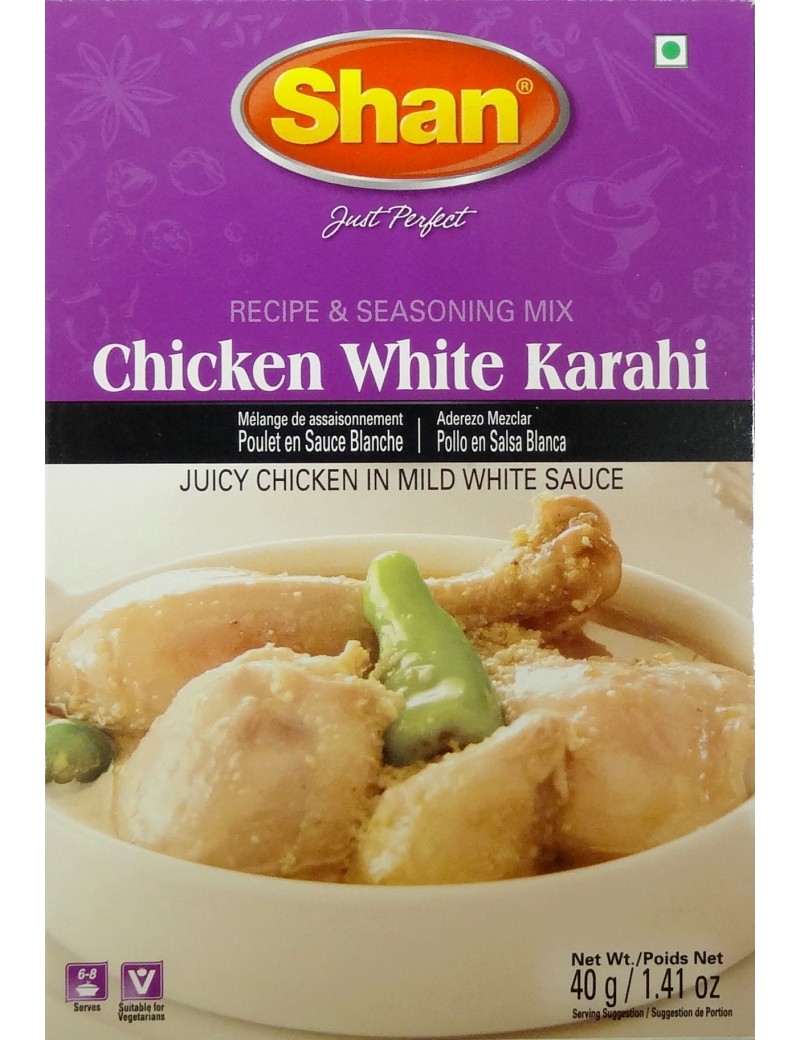 Shan®
Just Perfect
RECIPE & SEASONING MIX
Chicken White Karahi
Mélange de assaisonnement
Poulet en Sauce Blanche
Aderezo Mezclar
Pollo en Salsa Blanca
JUICY CHICKEN IN MILD WHITE SAUCE
6-8
Serves
V
Suitable for
Vegetarians
Net Wt./Poids Net
40 g / 1.41 oz
Serving Suggestion / Suggestion de Portion